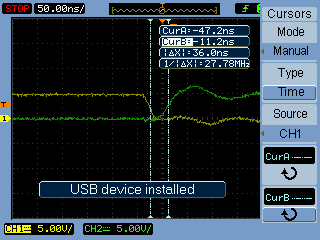 STOP 50.00ns/
CurA:-47.2ns
CurB:-11.2ns
|ΔX|:36.0ns
1/|ΔX|:27.78MHz
Cursors
Mode
Manual
Type
Time
Source
CH1
CurA
CurB
T
1
USB device installed
CH1 5.00V/ CH2 5.00V/